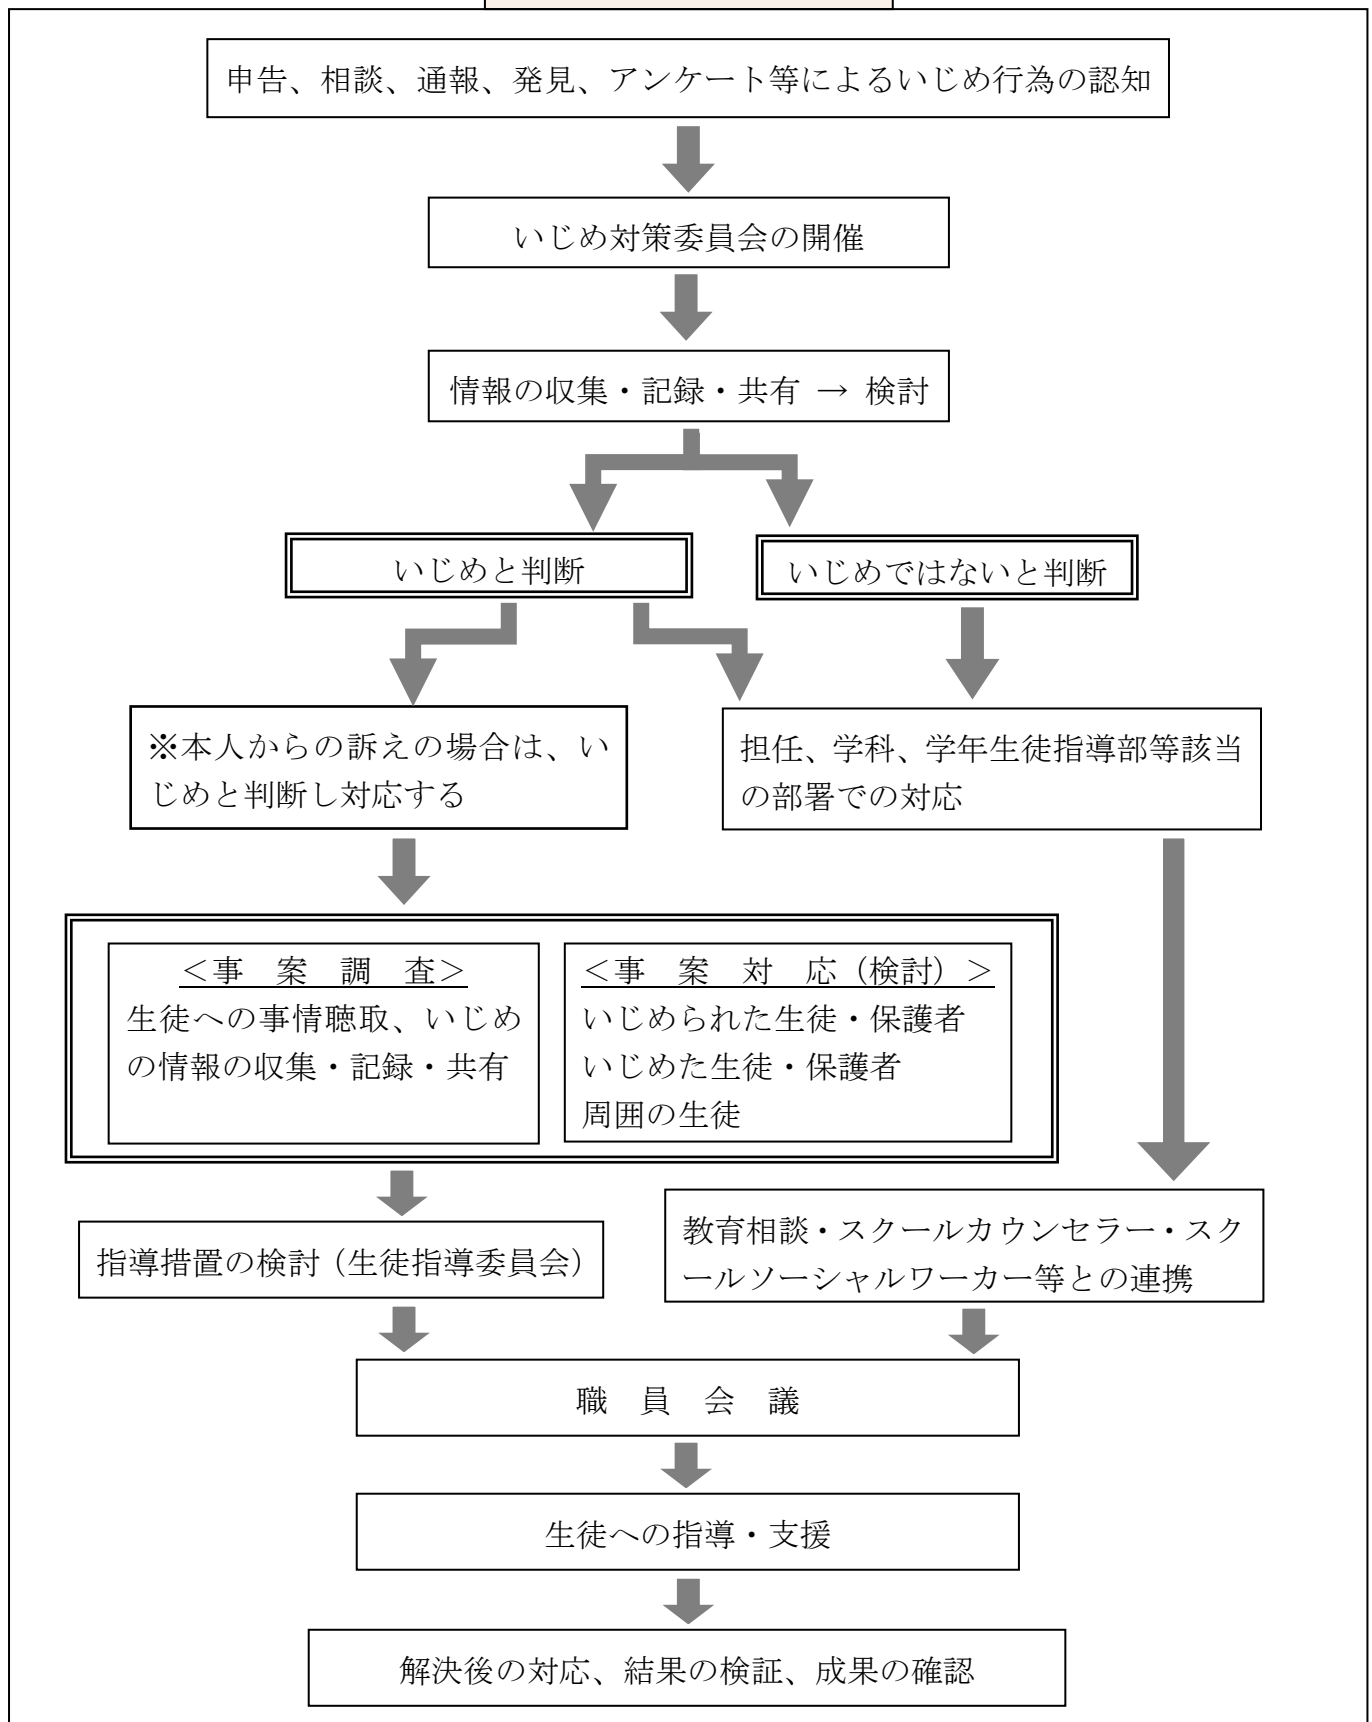 申告、相談、通報、発見、アンケート等によるいじめ行為の認知
いじめ対策委員会の開催
情報の収集・記録・共有 → 検討
いじめと判断
いじめではないと判断
※本人からの訴えの場合は、い
じめと判断し対応する
担任、学科、学年生徒指導部等該当
の部署での対応
＜事　案　調　査＞
生徒への事情聴取、いじめ
の情報の収集・記録・共有
＜事　案　対　応（検討）＞
いじめられた生徒・保護者
いじめた生徒・保護者
周囲の生徒
指導措置の検討（生徒指導委員会）
教育相談・スクールカウンセラー・スク
ールソーシャルワーカー等との連携
職　員　会　議
生徒への指導・支援
解決後の対応、結果の検証、成果の確認